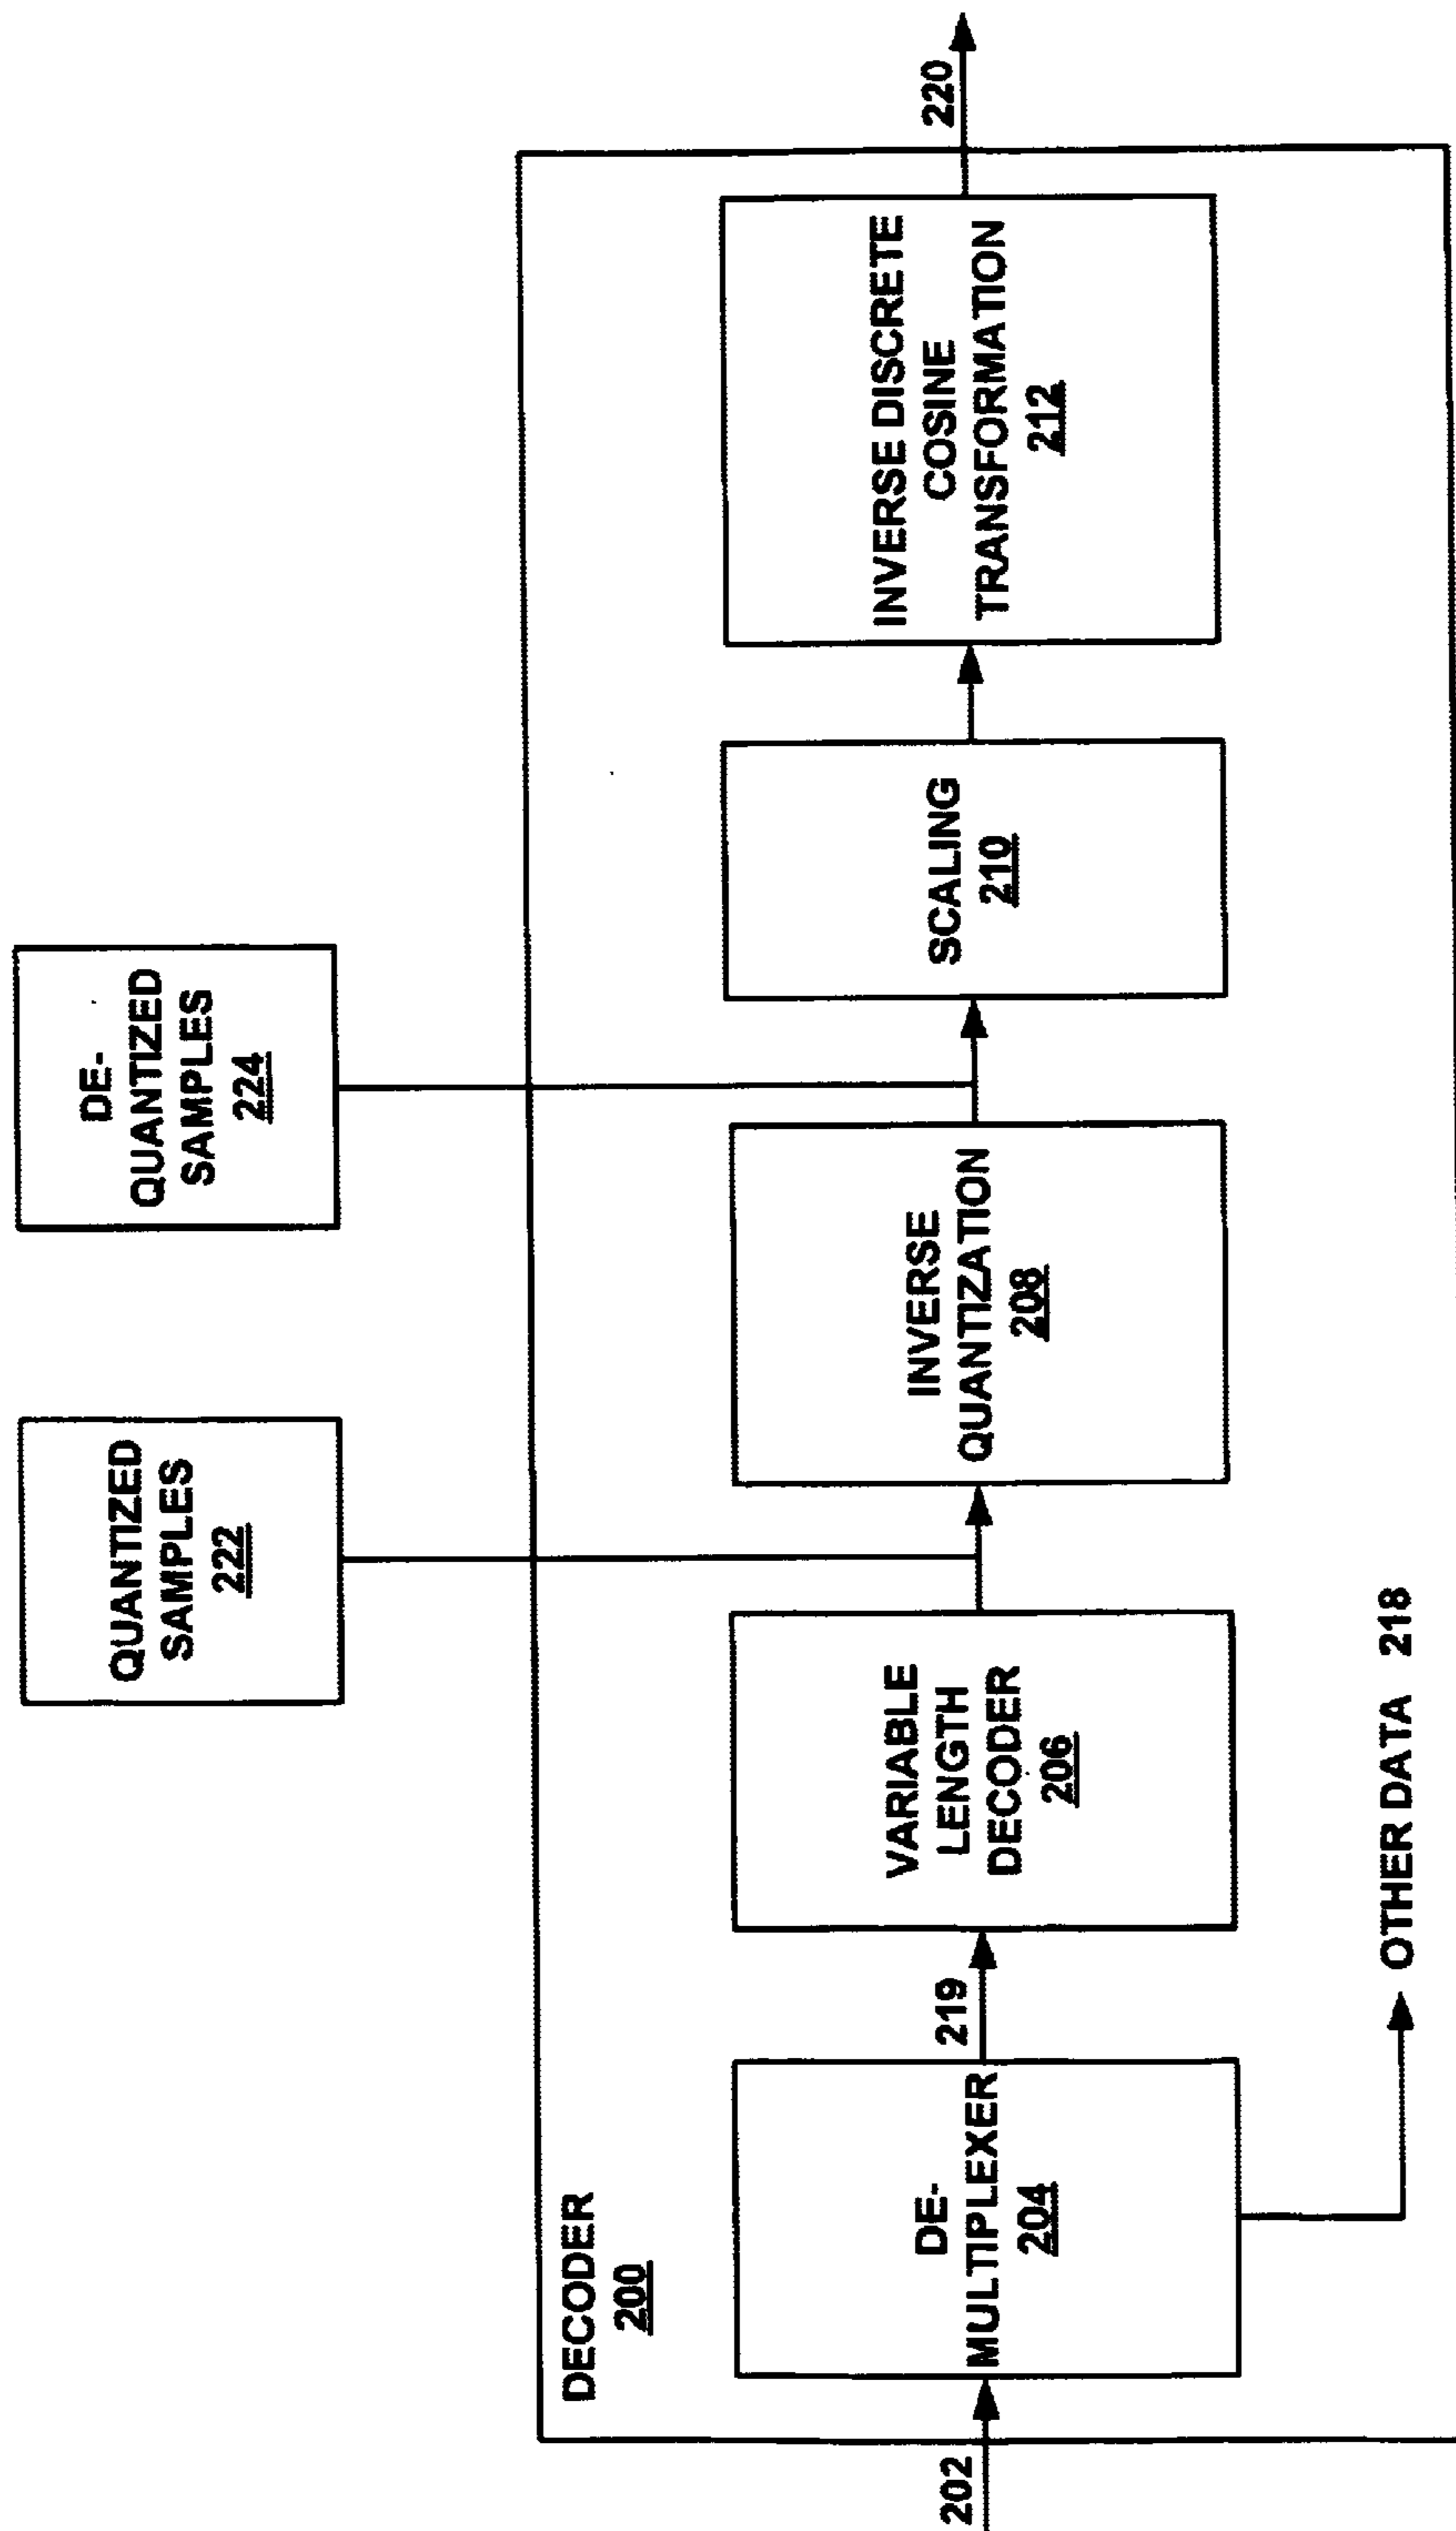 QUANTIZED
SAMPLES
222
DE-
QUANTIZED
SAMPLES
224
DECODER
200
202
DE-
MULTIPLEXER
204
219
VARIABLE
LENGTH
DECODER
206
INVERSE
QUANTIZATION
208
SCALING
210
INVERSE DISCRETE
COSINE
TRANSFORMATION
212
220
OTHER DATA 218